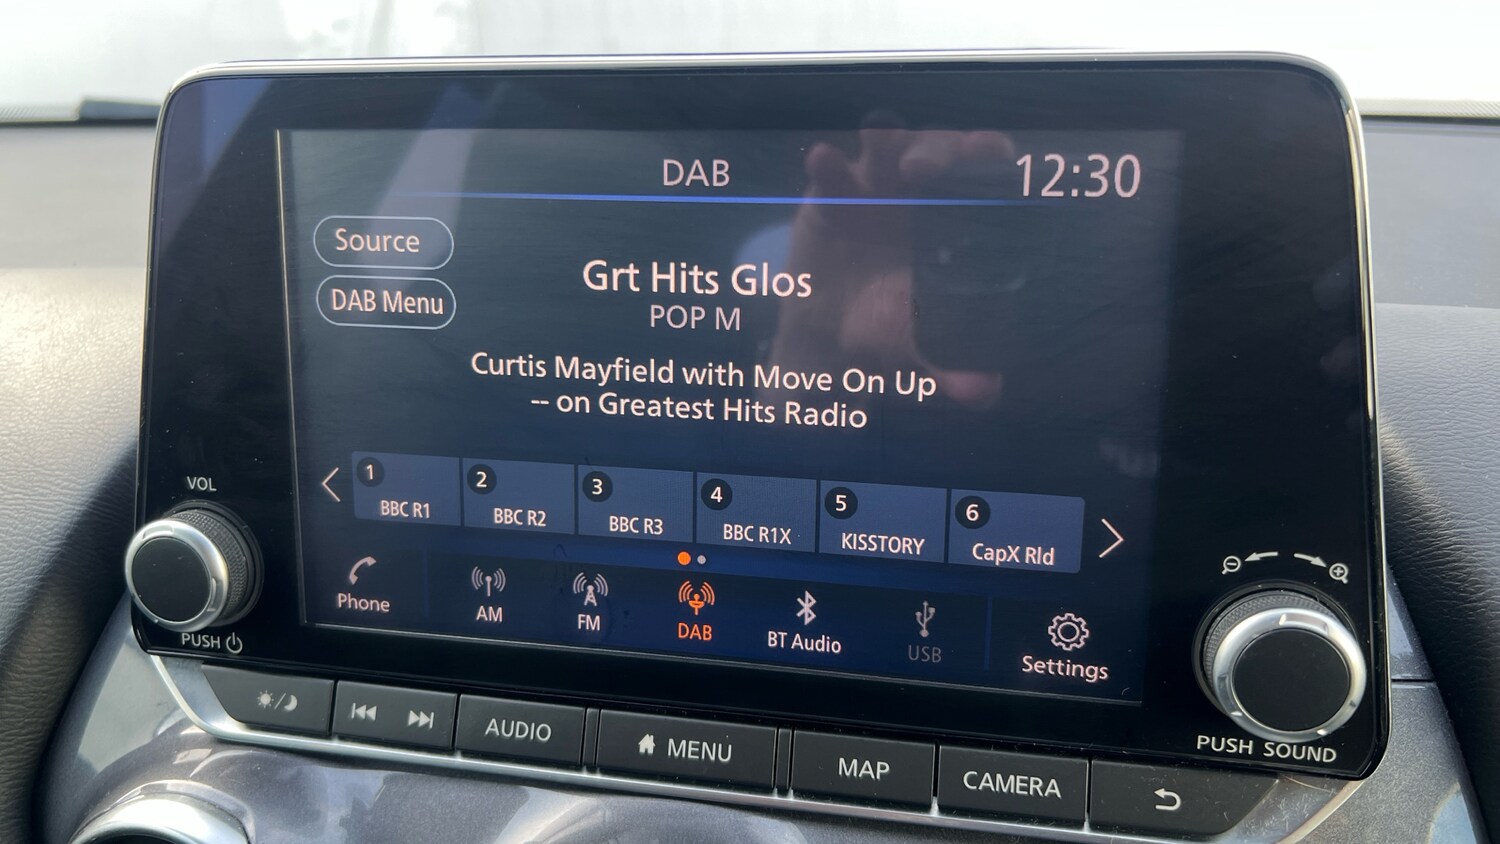 DAB
12:30
Source
DAB Menu
Grt Hits Glos
POP M
Curtis Mayfield with Move On Up
-- on Greatest Hits Radio
1
BBC R1
2
BBC R2
3
BBC R3
4
BBC R1X
5
KISSTORY
6
CapX Rld
Phone
AM
FM
DAB
BT Audio
USB
Settings
VOL
PUSH
PUSH SOUND
AUDIO
MENU
MAP
CAMERA